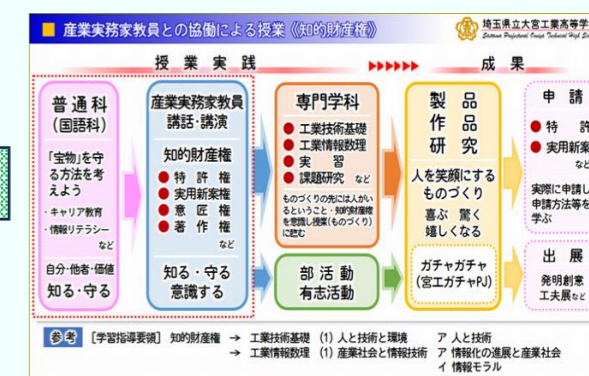 産業実務家教員との協働による授業《知的財産権》
埼玉県立大宮工業高等学
授業実践
成果
普通科
(国語科)
「宝物」を守
る方法を考
えよう
・キャリア教育
・情報リテラシー
など
自分・他者・価値
知る・守る
産業実務家教員
講話・講演
知的財産権
● 特許権
● 実用新案権
● 意匠権
● 著作権
など
知る・守る
意識する
専門学科
● 工業技術基礎
● 工業情報数理
● 実習
● 課題研究 など
ものづくりの先には人がい
るということ・知的財産権
を意識し授業(ものづくり)
に臨む
部活動
有志活動
製品
作品
研究
人を笑顔にする
ものづくり
喜ぶ 驚く
嬉しくなる
ガチャガチャ
(宮工ガチャPJ)
申請
● 特 許
● 実用新案
など
実際に申請し
申請方法等を
学ぶ
出展
発明創意
工夫展など
参考 [学習指導要領] 知的財産権 → 工業技術基礎 (1) 人と技術と環境 ア 人と技術
→ 工業情報数理 (1) 産業社会と情報技術 ア 情報化の進展と産業社会
イ 情報モラル